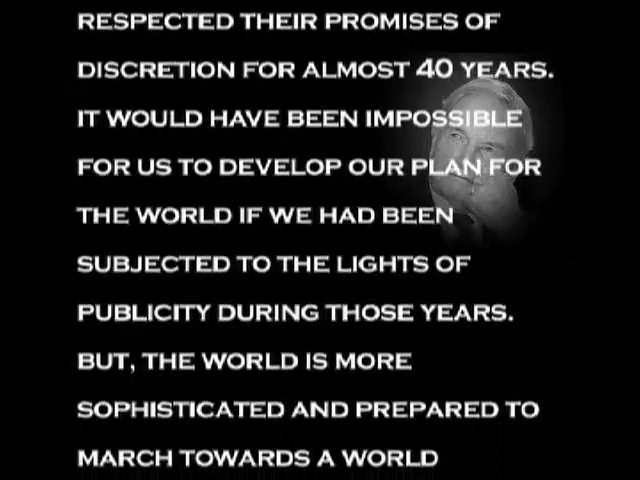 RESPECTED THEIR PROMISES OF
DISCRETION FOR ALMOST 40 YEARS.
IT WOULD HAVE BEEN IMPOSSIBLE
FOR US TO DEVELOP OUR PLAN FOR
THE WORLD IF WE HAD BEEN
SUBJECTED TO THE LIGHTS OF
PUBLICITY DURING THOSE YEARS.
BUT, THE WORLD IS MORE
SOPHISTICATED AND PREPARED TO
MARCH TOWARDS A WORLD